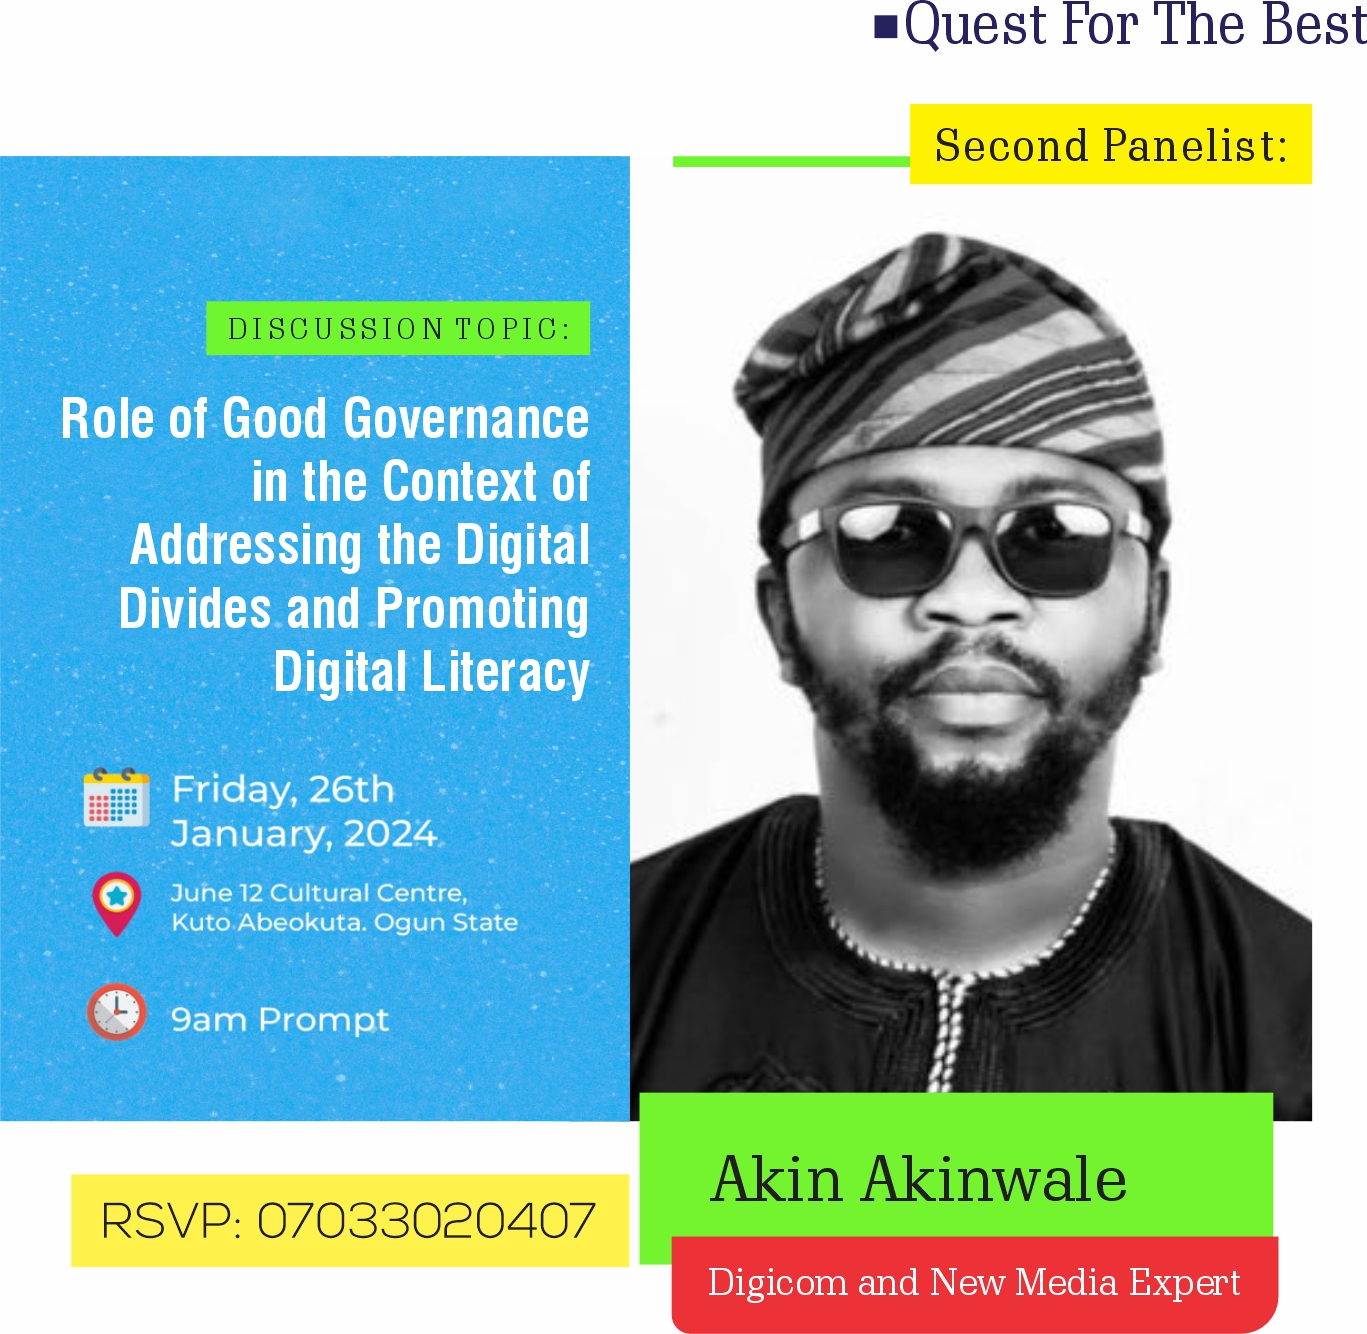 Quest For The Best
Second Panelist:
DISCUSSION TOPIC:
Role of Good Governance
in the Context of
Addressing the Digital
Divides and Promoting
Digital Literacy
Friday, 26th
January, 2024
June 12 Cultural Centre,
Kuto Abeokuta. Ogun State
9am Prompt
RSVP: 07033020407
Akin Akinwale
Digicom and New Media Expert